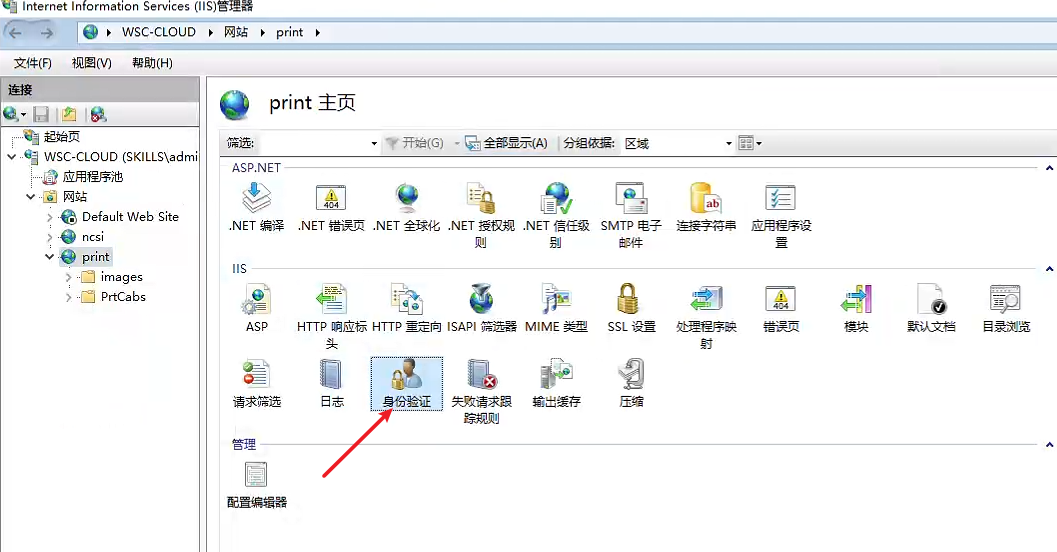 Internet Information Services (IIS)管理器
WSC-CLOUD 网站 print
文件(F) 视图(V) 帮助(H)
连接
起始页
WSC-CLOUD (SKILLS\admi
应用程序池
网站
Default Web Site
ncsi
print
images
PrtCabs
print 主页
筛选: 开始(G) 全部显示(A) 分组依据: 区域
ASP.NET
.NET 编译 .NET 错误页 .NET 全球化 .NET 授权规 .NET 信任级 SMTP 电子 连接字符串 应用程序设
则 别 邮件 置
IIS
ASP HTTP 响应标 HTTP 重定向 ISAPI 筛选器 MIME 类型 SSL 设置 处理程序映 错误页 模块 默认文档 目录浏览
头 射
请求筛选 日志 身份验证 失败请求跟 输出缓存 压缩
踪规则
管理
配置编辑器